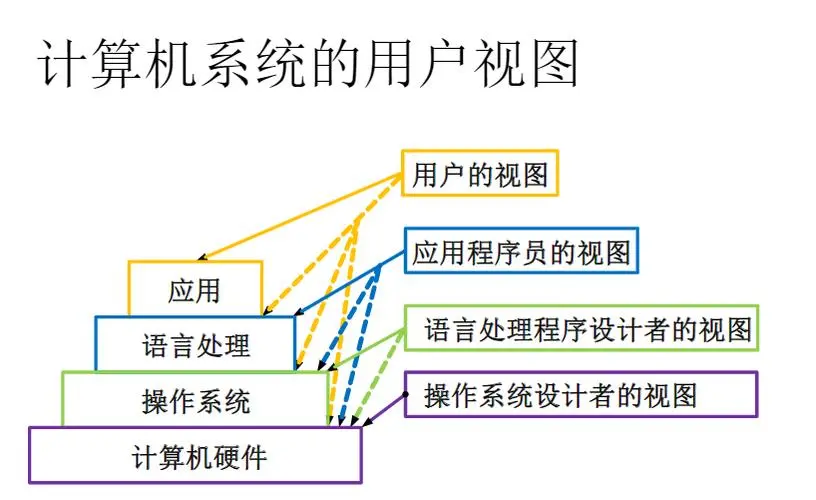 计算机系统的用户视图
用户的视图
应用程序员的视图
应用
语言处理程序设计者的视图
语言处理
操作系统设计者的视图
操作系统
计算机硬件